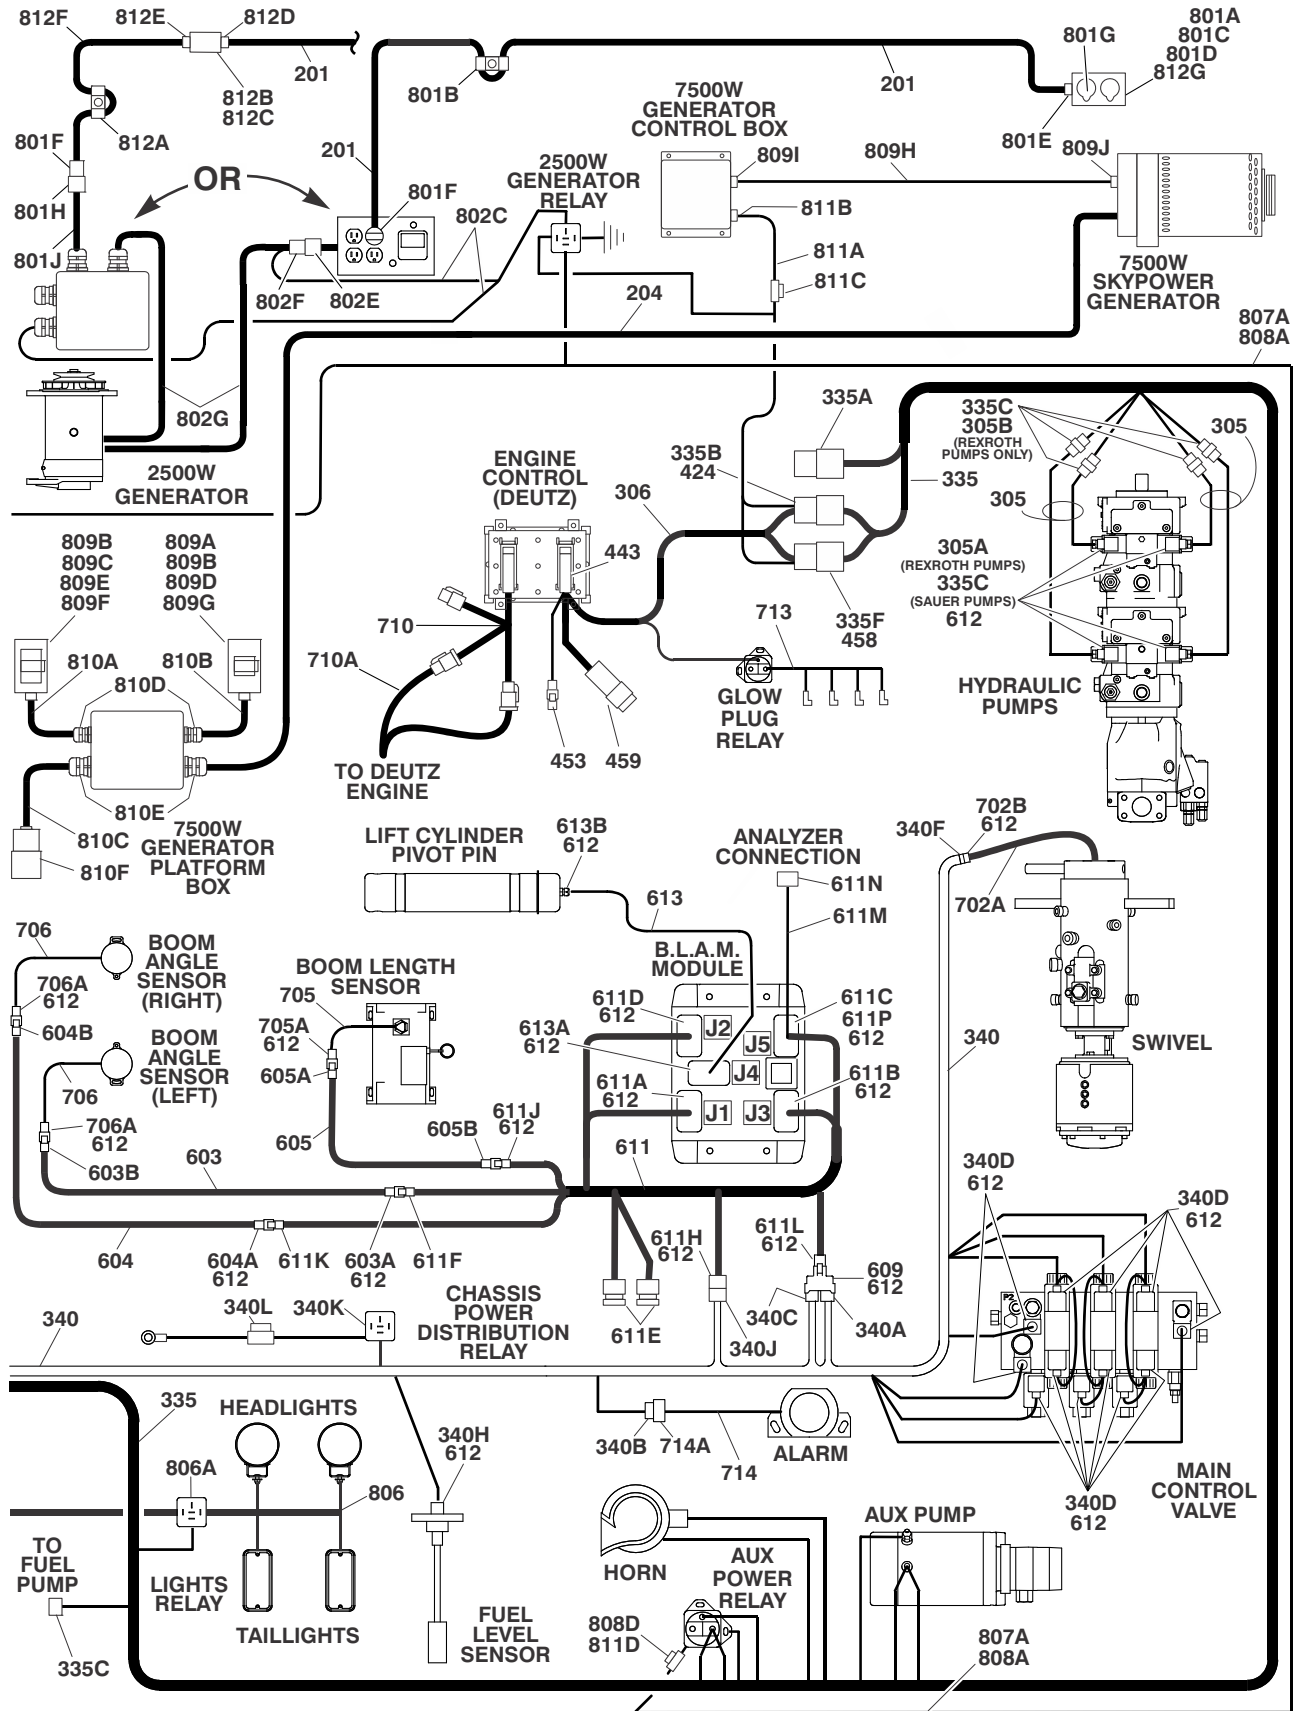 812F
812E
812D
201
812B
812C
812A
801F
801H
801J
OR
201
801B
801F
802C
802F
802E
802G
2500W
GENERATOR
2500W
GENERATOR
RELAY
7500W
GENERATOR
CONTROL BOX
809I
809H
809J
811B
811A
811C
201
801G
801A
801C
801D
812G
801E
7500W
SKYPOWER
GENERATOR
204
807A
808A
809B
809C
809E
809F
809A
809B
809D
809G
810A
810B
810D
810E
810C
810F
7500W
GENERATOR
PLATFORM
BOX
ENGINE
CONTROL
(DEUTZ)
306
443
710
710A
453
459
TO DEUTZ
ENGINE
335A
335B
424
335
335F
458
713
GLOW
PLUG
RELAY
335C
305B
(REXROTH
PUMPS ONLY)
305
305
305A
(REXROTH PUMPS)
335C
(SAUER PUMPS)
612
HYDRAULIC
PUMPS
LIFT CYLINDER
PIVOT PIN
613B
612
613
ANALYZER
CONNECTION
611N
611M
B.L.A.M.
MODULE
340F
702B
612
702A
340
SWIVEL
706
BOOM
ANGLE
SENSOR
(RIGHT)
706A
612
604B
BOOM
ANGLE
SENSOR
(LEFT)
706
706A
612
603B
BOOM LENGTH
SENSOR
705
705A
612
605A
605
605B
611J
612
611D
612
613A
612
611A
612
J2
J5
J4
J1
J3
611C
611P
612
611B
612
611
603
604
604A
612
611K
603A
612
611F
611E
611H
612
340J
611L
612
609
612
340C
340A
340D
612
340D
612
P2
340D
612
MAIN
CONTROL
VALVE
340
340L
340K
CHASSIS
POWER
DISTRIBUTION
RELAY
335
HEADLIGHTS
806A
806
LIGHTS
RELAY
TAILLIGHTS
TO
FUEL
PUMP
335C
340H
612
FUEL
LEVEL
SENSOR
340B
714A
714
ALARM
HORN
AUX
POWER
RELAY
808D
811D
AUX PUMP
807A
808A